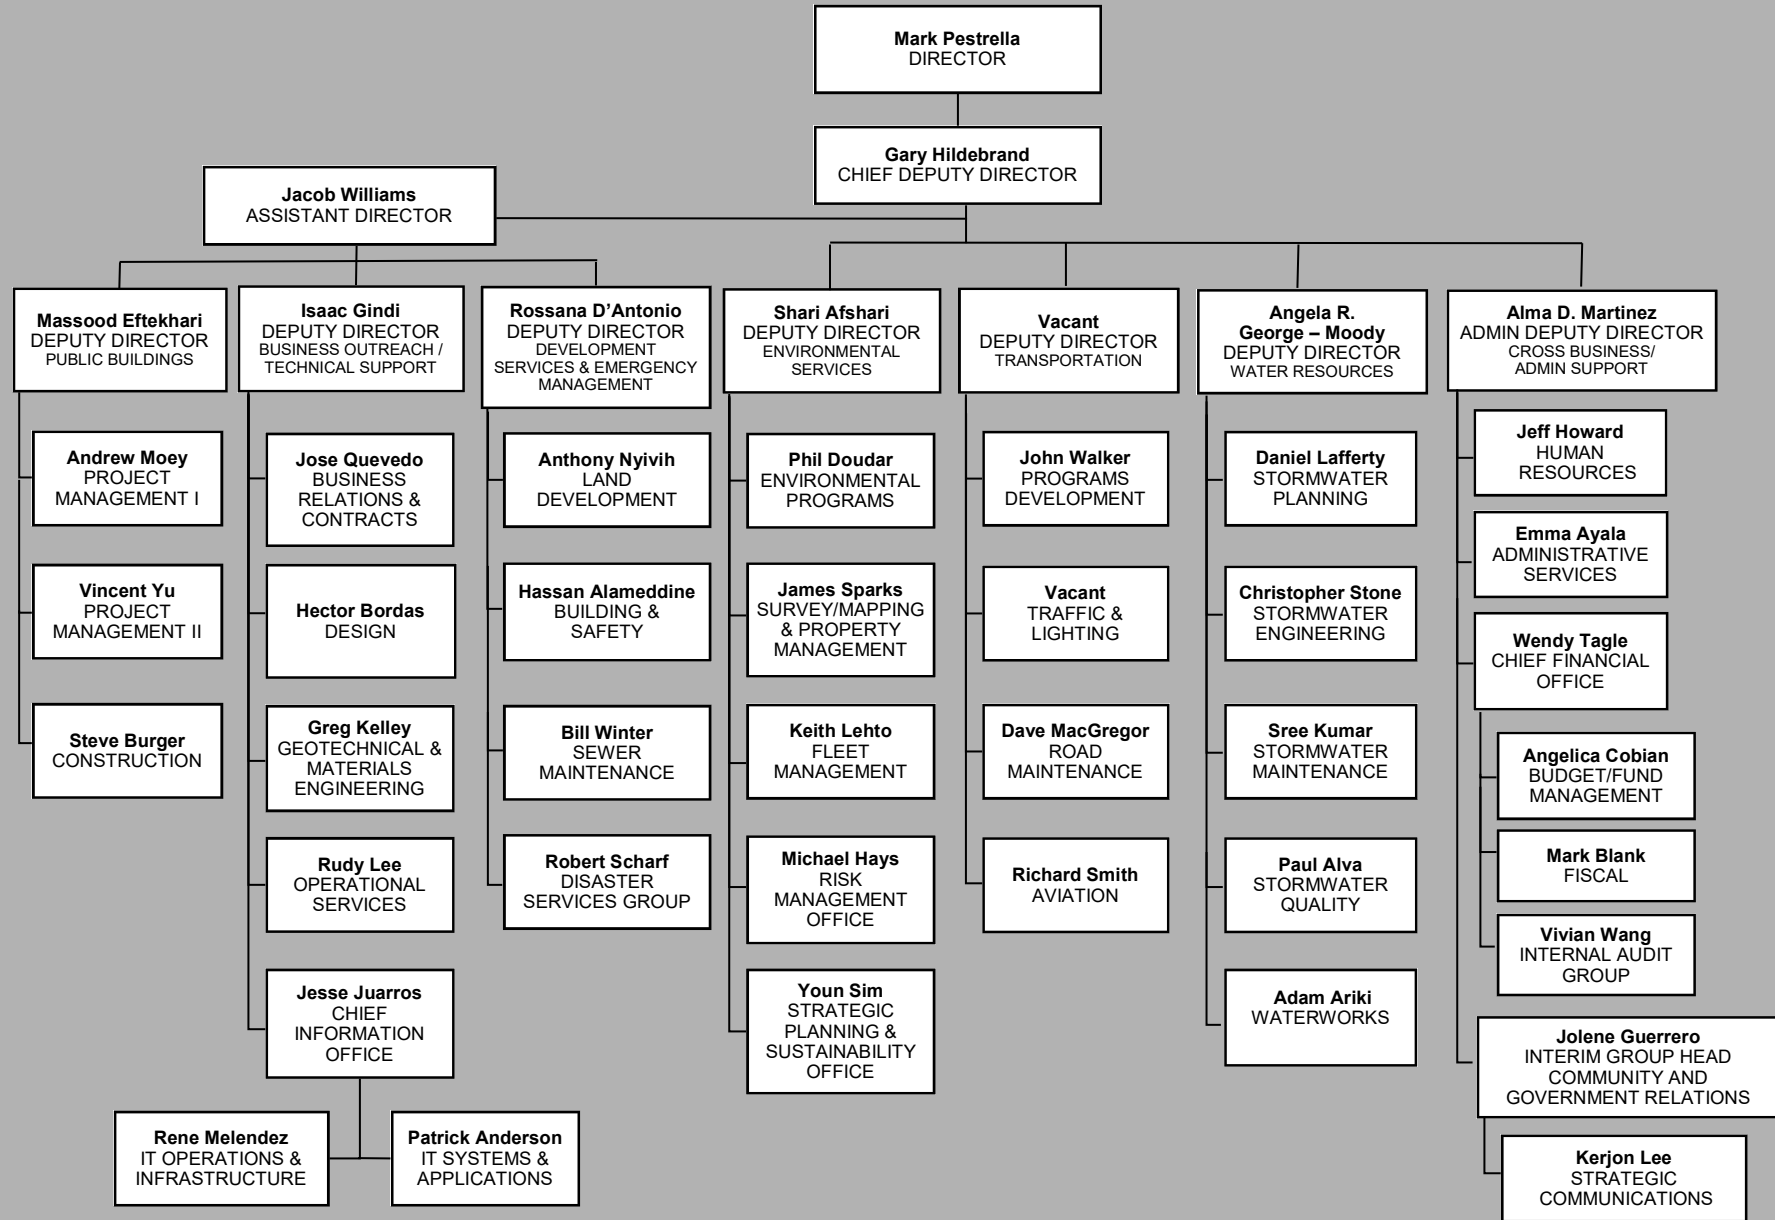 Mark Pestrella
DIRECTOR
Gary Hildebrand
CHIEF DEPUTY DIRECTOR
Jacob Williams
ASSISTANT DIRECTOR
Massood Eftekhari
DEPUTY DIRECTOR
PUBLIC BUILDINGS
Isaac Gindi
DEPUTY DIRECTOR
BUSINESS OUTREACH /
TECHNICAL SUPPORT
Rossana D’Antonio
DEPUTY DIRECTOR
DEVELOPMENT
SERVICES & EMERGENCY
MANAGEMENT
Shari Afshari
DEPUTY DIRECTOR
ENVIRONMENTAL
SERVICES
Vacant
DEPUTY DIRECTOR
TRANSPORTATION
Angela R.
George – Moody
DEPUTY DIRECTOR
WATER RESOURCES
Alma D. Martinez
ADMIN DEPUTY DIRECTOR
CROSS BUSINESS/
ADMIN SUPPORT
Andrew Moey
PROJECT
MANAGEMENT I
Vincent Yu
PROJECT
MANAGEMENT II
Steve Burger
CONSTRUCTION
Jose Quevedo
BUSINESS
RELATIONS &
CONTRACTS
Hector Bordas
DESIGN
Greg Kelley
GEOTECHNICAL &
MATERIALS
ENGINEERING
Rudy Lee
OPERATIONAL
SERVICES
Jesse Juarros
CHIEF
INFORMATION
OFFICE
Rene Melendez
IT OPERATIONS &
INFRASTRUCTURE
Patrick Anderson
IT SYSTEMS &
APPLICATIONS
Anthony Nyivih
LAND
DEVELOPMENT
Hassan Alameddine
BUILDING &
SAFETY
Bill Winter
SEWER
MAINTENANCE
Robert Scharf
DISASTER
SERVICES GROUP
Phil Doudar
ENVIRONMENTAL
PROGRAMS
James Sparks
SURVEY/MAPPING
& PROPERTY
MANAGEMENT
Keith Lehto
FLEET
MANAGEMENT
Michael Hays
RISK
MANAGEMENT
OFFICE
Youn Sim
STRATEGIC
PLANNING &
SUSTAINABILITY
OFFICE
John Walker
PROGRAMS
DEVELOPMENT
Vacant
TRAFFIC &
LIGHTING
Dave MacGregor
ROAD
MAINTENANCE
Richard Smith
AVIATION
Daniel Lafferty
STORMWATER
PLANNING
Christopher Stone
STORMWATER
ENGINEERING
Sree Kumar
STORMWATER
MAINTENANCE
Paul Alva
STORMWATER
QUALITY
Adam Ariki
WATERWORKS
Jeff Howard
HUMAN
RESOURCES
Emma Ayala
ADMINISTRATIVE
SERVICES
Wendy Tagle
CHIEF FINANCIAL
OFFICE
Angelica Cobian
BUDGET/FUND
MANAGEMENT
Mark Blank
FISCAL
Vivian Wang
INTERNAL AUDIT
GROUP
Jolene Guerrero
INTERIM GROUP HEAD
COMMUNITY AND
GOVERNMENT RELATIONS
Kerjon Lee
STRATEGIC
COMMUNICATIONS